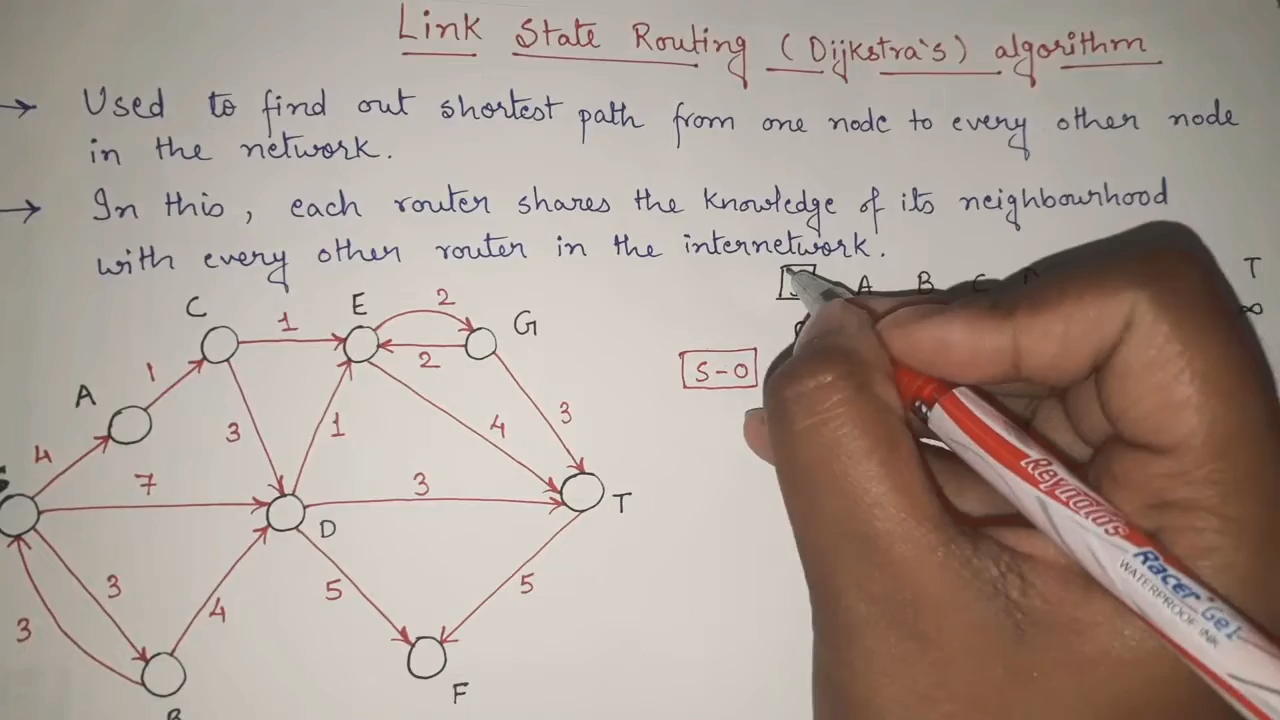 Link State Routing (Dijkstra's) algorithm
→ Used to find out shortest path from one node to every other node
in the network.
→ In this, each router shares the knowledge of its neighbourhood
with every other router in the internetwork.
A B C T
∞
S-0
C 1 E 2 G
A 1 2
4 3 1 4 3
7 3 T
D
3 5 5
3 4
F
B
Reynolds
Racer Gel
WATERPROOF INK